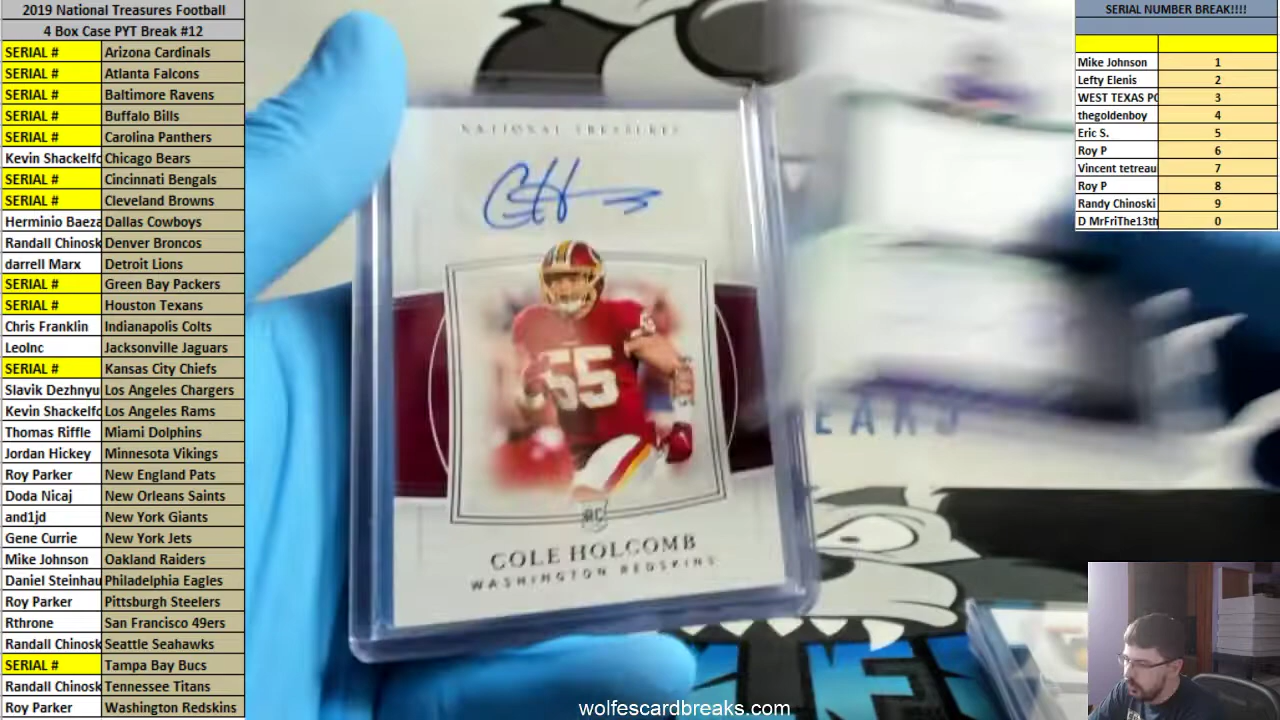 2019 National Treasures Football
4 Box Case PYT Break #12
SERIAL # Arizona Cardinals
SERIAL # Atlanta Falcons
SERIAL # Baltimore Ravens
SERIAL # Buffalo Bills
SERIAL # Carolina Panthers
Kevin Shackelfo Chicago Bears
SERIAL # Cincinnati Bengals
SERIAL # Cleveland Browns
Herminio Baeza Dallas Cowboys
Randall Chinosk Denver Broncos
darrell Marx Detroit Lions
SERIAL # Green Bay Packers
SERIAL # Houston Texans
Chris Franklin Indianapolis Colts
LeoInc Jacksonville Jaguars
SERIAL # Kansas City Chiefs
Slavik Dezhnyu Los Angeles Chargers
Kevin Shackelfo Los Angeles Rams
Thomas Riffle Miami Dolphins
Jordan Hickey Minnesota Vikings
Roy Parker New England Pats
Doda Nicaj New Orleans Saints
and1jd New York Giants
Gene Currie New York Jets
Mike Johnson Oakland Raiders
Daniel Steinhau Philadelphia Eagles
Roy Parker Pittsburgh Steelers
Rthrone San Francisco 49ers
Randall Chinosk Seattle Seahawks
SERIAL # Tampa Bay Bucs
Randall Chinosk Tennessee Titans
Roy Parker Washington Redskins
NATIONAL TREASURES
55
RC
COLE HOLCOMB
WASHINGTON REDSKINS
wolfescardbreaks.com
SERIAL NUMBER BREAK!!!!
Mike Johnson 1
Lefty Elenis 2
WEST TEXAS PO 3
thegoldenboy 4
Eric S. 5
Roy P 6
Vincent tetreau 7
Roy P 8
Randy Chinoski 9
D MrFriThe13th 0